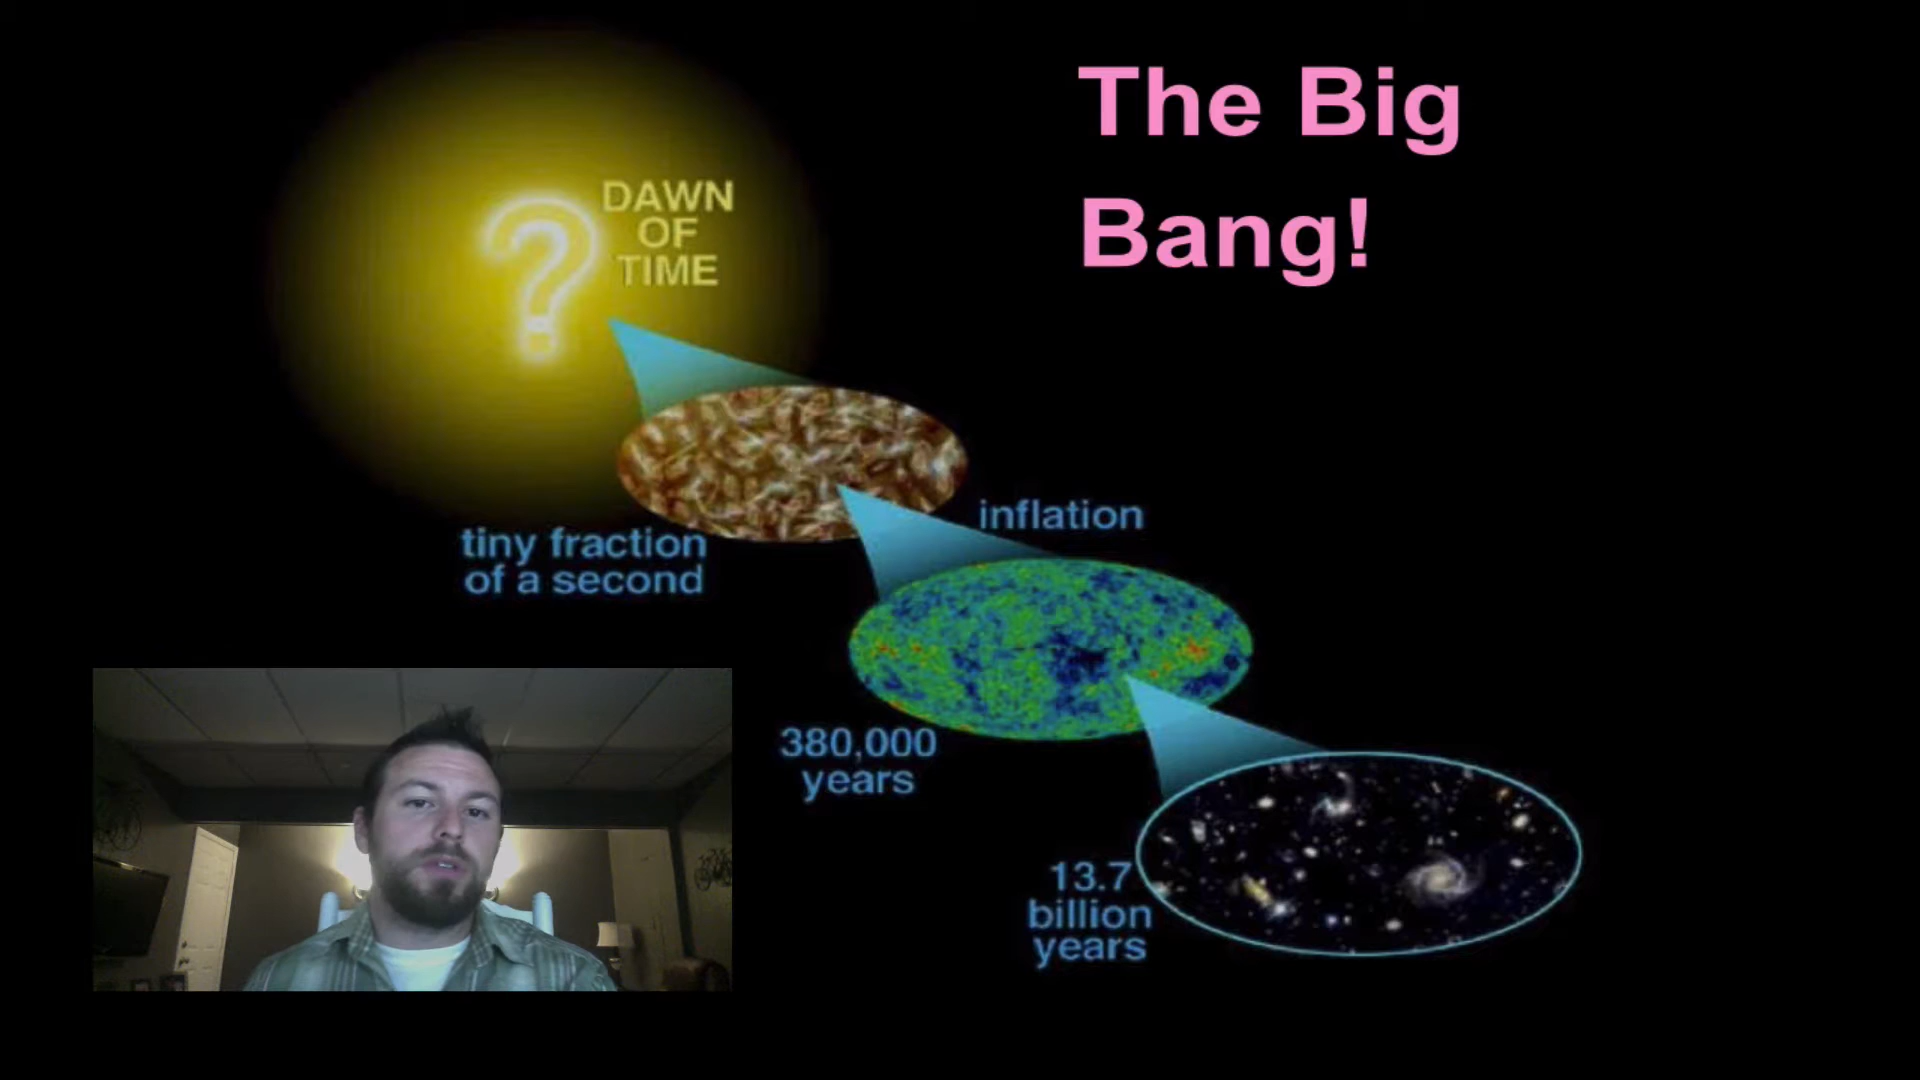 The Big
Bang!
?
DAWN
OF
TIME
tiny fraction
of a second
inflation
380,000
years
13.7
billion
years